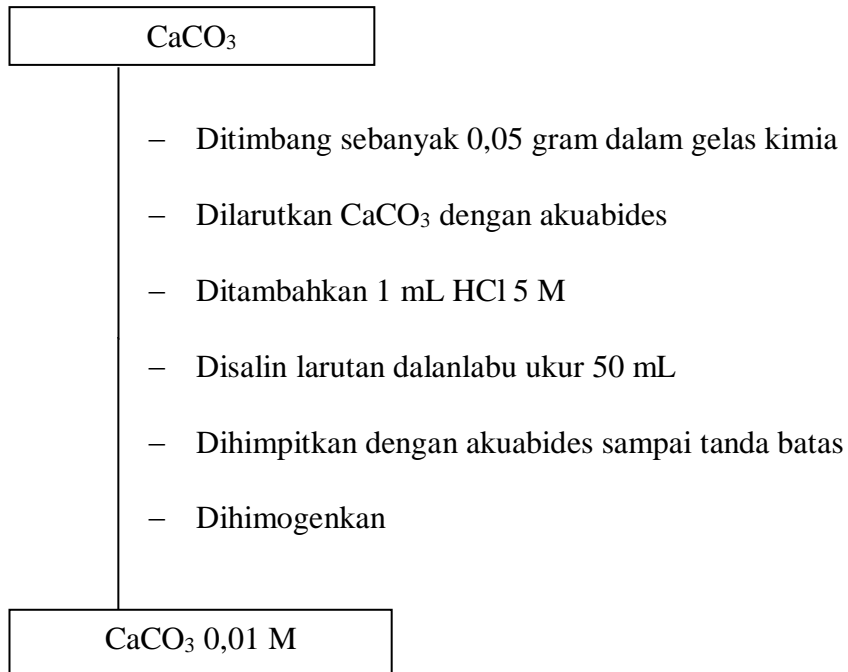 CaCO₃
– Ditimbang sebanyak 0,05 gram dalam gelas kimia
– Dilarutkan CaCO₃ dengan akuabides
– Ditambahkan 1 mL HCl 5 M
– Disalin larutan dalanlabu ukur 50 mL
– Dihimpitkan dengan akuabides sampai tanda batas
– Dihimogenkan
CaCO₃ 0,01 M